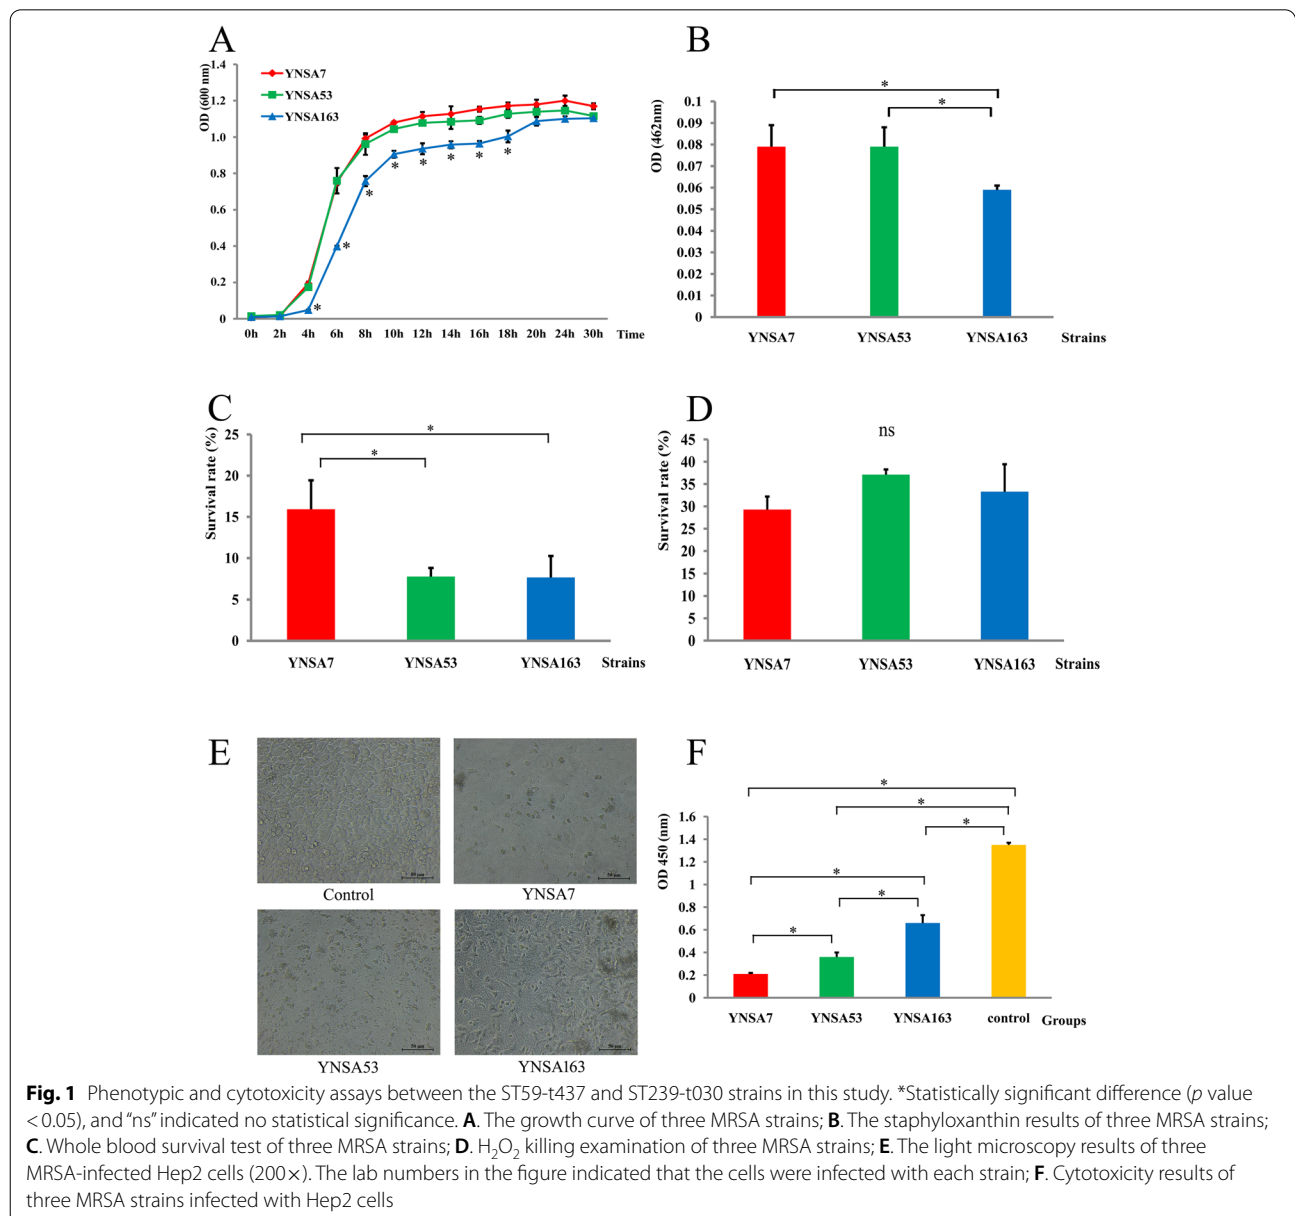 A
OD (600 nm)
1.4
1.2
1.0
0.8
0.6
0.4
0.2
0
YNSA7
YNSA53
YNSA163
* * * * * * * *
0h 2h 4h 6h 8h 10h 12h 14h 16h 18h 20h 24h 30h Time
B
OD (462nm)
0.1
0.09
0.08
0.07
0.06
0.05
0.04
0.03
0.02
0.01
0
*
*
YNSA7 YNSA53 YNSA163 Strains
C
Survival rate (%)
25
20
15
10
5
0
*
*
YNSA7 YNSA53 YNSA163 Strains
D
Survival rate (%)
45
40
35
30
25
20
15
10
5
0
ns
YNSA7 YNSA53 YNSA163 Strains
E
50 μm
50 μm
Control YNSA7
50 μm
50 μm
YNSA53 YNSA163
F
OD 450 (nm)
1.6
1.4
1.2
1
0.8
0.6
0.4
0.2
0
*
*
*
*
*
*
YNSA7 YNSA53 YNSA163 control Groups
Fig. 1 Phenotypic and cytotoxicity assays between the ST59-t437 and ST239-t030 strains in this study. *Statistically significant difference (p value
< 0.05), and “ns” indicated no statistical significance. A. The growth curve of three MRSA strains; B. The staphyloxanthin results of three MRSA strains;
C. Whole blood survival test of three MRSA strains; D. H₂O₂ killing examination of three MRSA strains; E. The light microscopy results of three
MRSA-infected Hep2 cells (200×). The lab numbers in the figure indicated that the cells were infected with each strain; F. Cytotoxicity results of
three MRSA strains infected with Hep2 cells